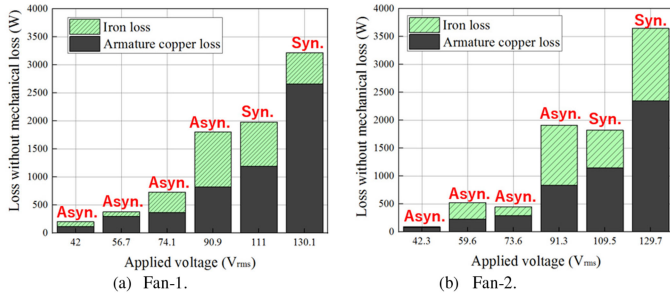 Loss without mechanical loss (W)
4000
3500
3000
2500
2000
1500
1000
500
0
Iron loss
Armature copper loss
Asyn.
Asyn.
Asyn.
Asyn.
Syn.
Syn.
42 56.7 74.1 90.9 111 130.1
Applied voltage (Vrms)
(a) Fan-1.
Loss without mechanical loss (W)
4000
3500
3000
2500
2000
1500
1000
500
0
Iron loss
Armature copper loss
Asyn.
Asyn.
Asyn.
Asyn.
Syn.
Syn.
42.3 59.6 73.6 91.3 109.5 129.7
Applied voltage (Vrms)
(b) Fan-2.